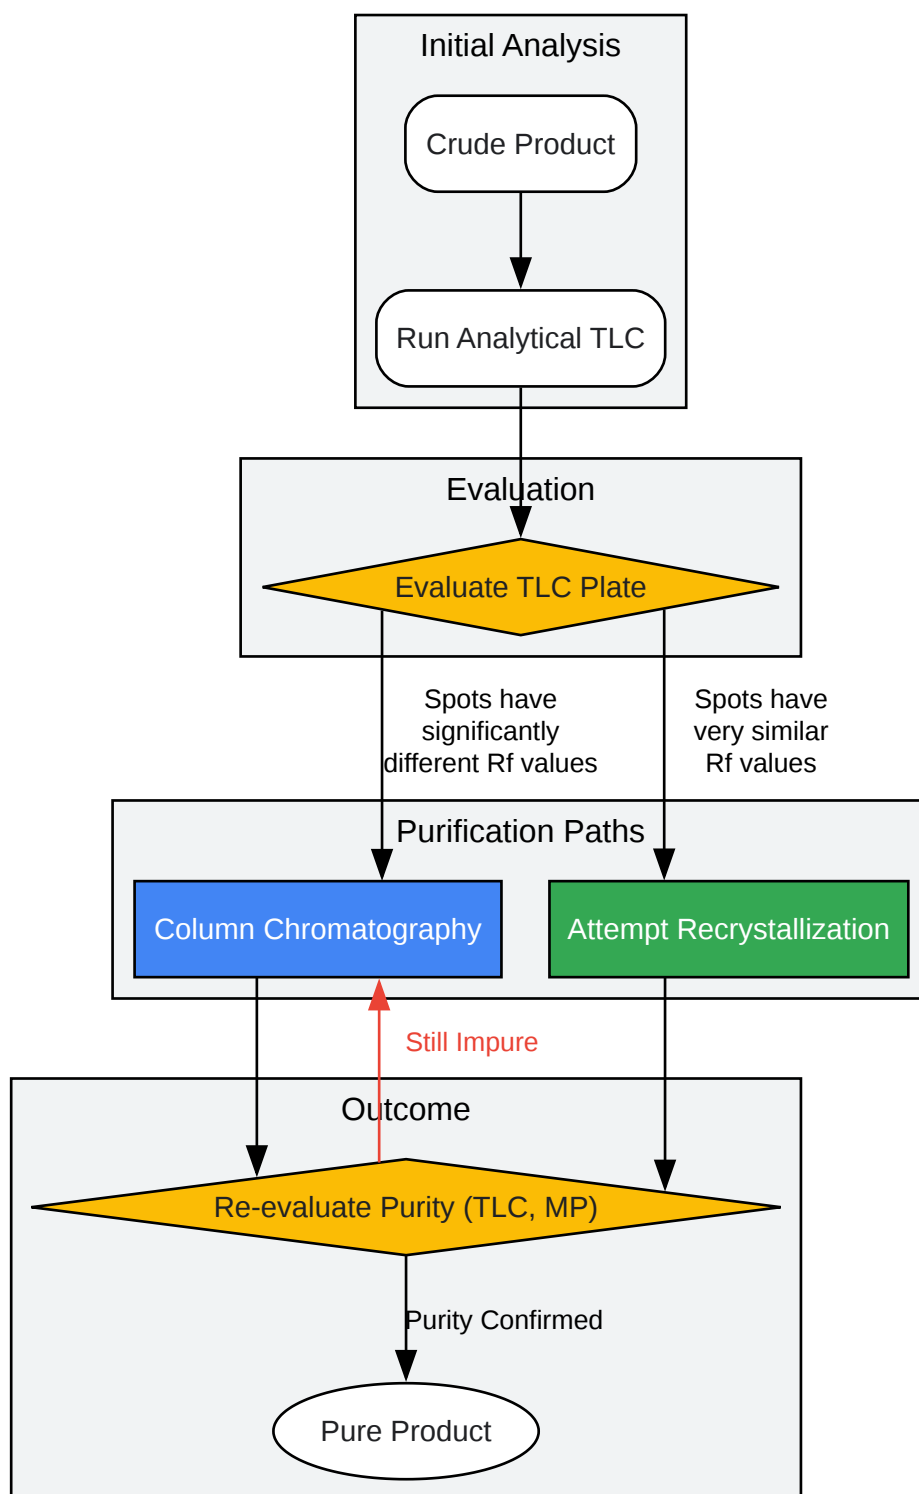 Initial Analysis
Crude Product
Run Analytical TLC
Evaluation
Evaluate TLC Plate
Spots have
significantly
different Rf values
Spots have
very similar
Rf values
Purification Paths
Column Chromatography
Attempt Recrystallization
Still Impure
Outcome
Re-evaluate Purity (TLC, MP)
Purity Confirmed
Pure Product